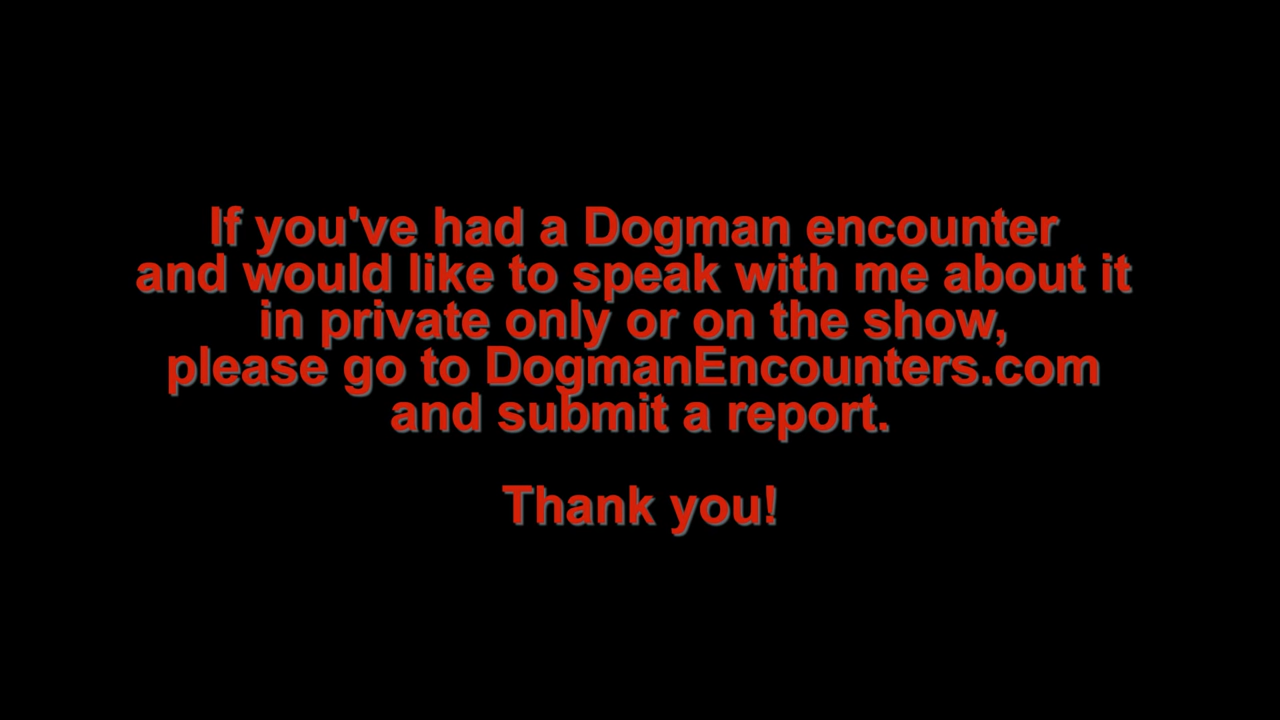 If you've had a Dogman encounter
and would like to speak with me about it
in private only or on the show,
please go to DogmanEncounters.com
and submit a report.
Thank you!